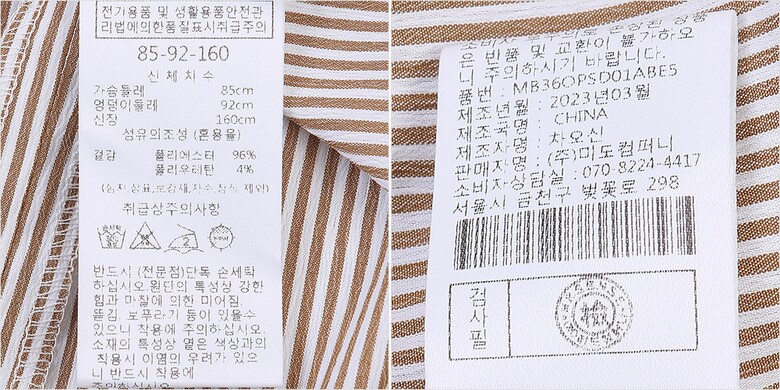 전기용품 및 생활용품안전관
리법에의한품질표시취급주의
85-92-160
신체치수
가슴둘레 85cm
엉덩이둘레 92cm
신장 160cm
섬유의조성 (혼용율)
겉감 폴리에스터 96%
폴리우레탄 4%
취급상주의사항
반드시 (전문점)단독 손세탁
하십시오.원단의 특성상 강한
힘과 마찰에 의한 미어짐.
뜯김. 보푸라기 등이 있을수
있으니 착용에 주의하십시오.
소재의 특성상 옅은 색상과의
착용시 이염의 우려가 있으
니 반드시 착용에
은 반품 및 교환이 불가하오
니 주의하시기 바랍니다.
품번 : MB36OPSD01ABE5
제조년월 : 2023년03월
제조국명 : CHINA
제조자명 : 차오신
판매자명 : (주)미도컴퍼니
소비자상담실 : 070-8224-4417
서울시 금천구 벚꽃로 298
검사필